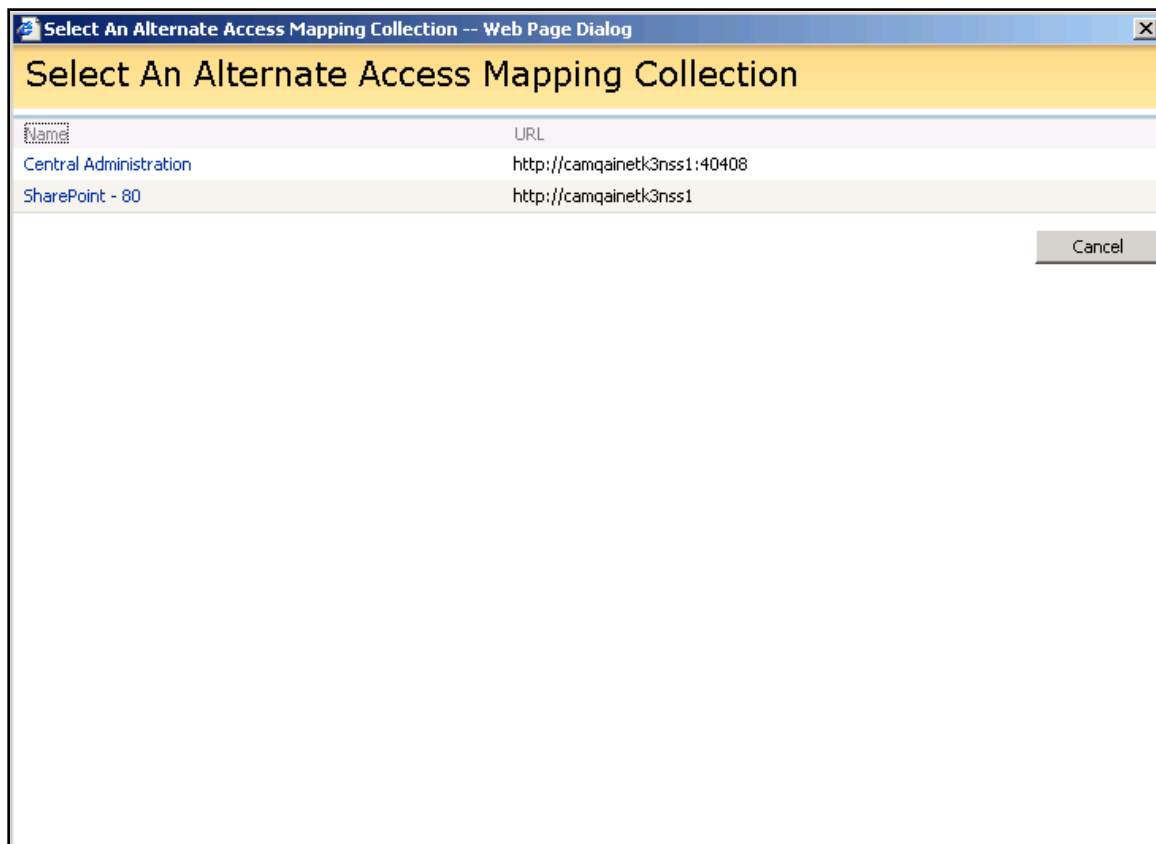 Select An Alternate Access Mapping Collection -- Web Page Dialog
Select An Alternate Access Mapping Collection
Name URL
Central Administration http://camqainetk3nss1:40408
SharePoint - 80 http://camqainetk3nss1
Cancel